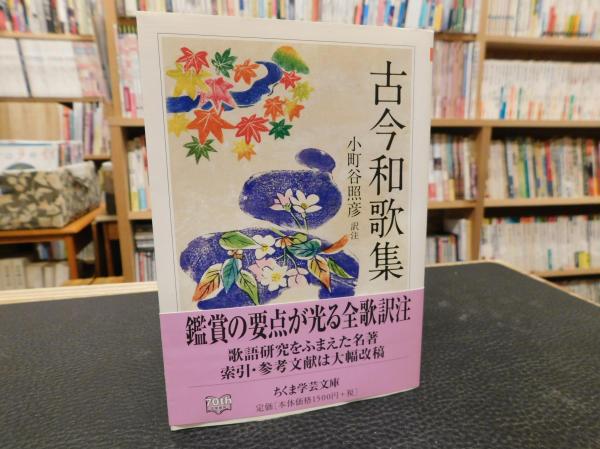 古今和歌集
小町谷照彦 訳注
鑑賞の要点が光る全歌訳注
歌語研究をふまえた名著
索引・参考文献は大幅改稿
ちくま学芸文庫
70th
定価[本体価格1500円+税]